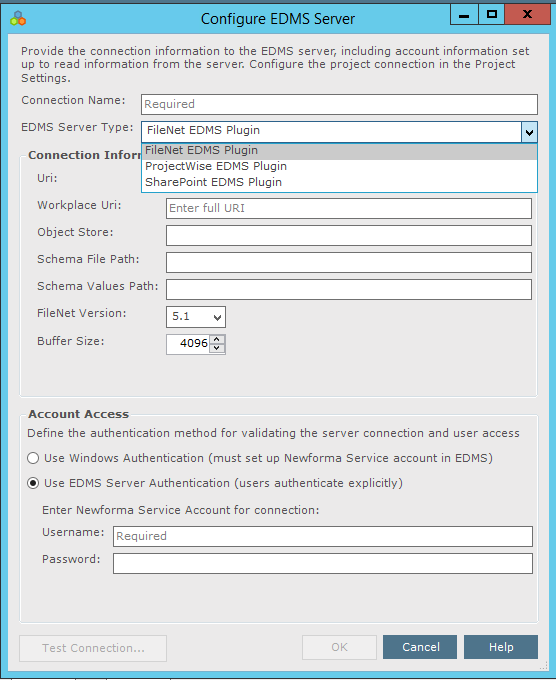 Configure EDMS Server
Provide the connection information to the EDMS server, including account information set
up to read information from the server. Configure the project connection in the Project
Settings.
Connection Name: Required
EDMS Server Type: FileNet EDMS Plugin
FileNet EDMS Plugin
Connection Infor
ProjectWise EDMS Plugin
Uri: SharePoint EDMS Plugin
Workplace Uri: Enter full URI
Object Store:
Schema File Path:
Schema Values Path:
FileNet Version: 5.1
Buffer Size: 4096
Account Access
Define the authentication method for validating the server connection and user access
Use Windows Authentication (must set up Newforma Service account in EDMS)
Use EDMS Server Authentication (users authenticate explicitly)
Enter Newforma Service Account for connection:
Username: Required
Password:
Test Connection... OK Cancel Help